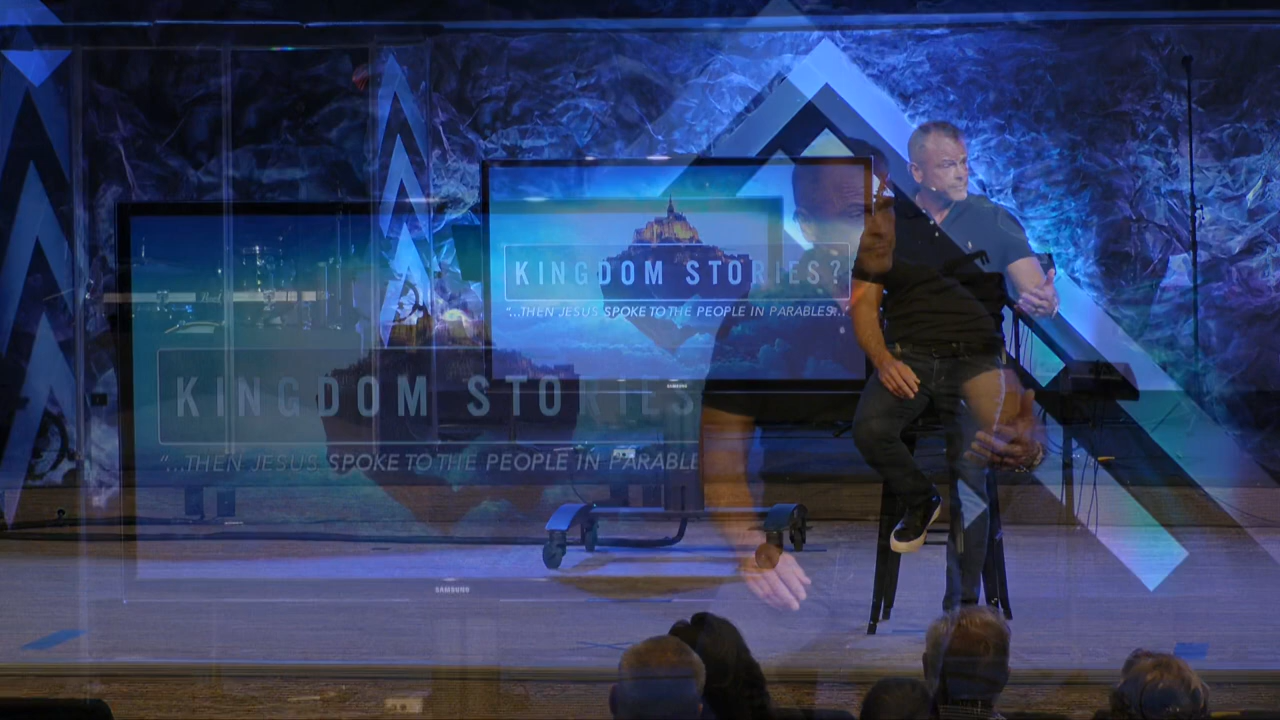 KINGDOM STORIES?
"...THEN JESUS SPOKE TO THE PEOPLE IN PARABLES..."
SAMSUNG
Pearl
KINGDOM STORIES
"...THEN JESUS SPOKE TO THE PEOPLE IN PARABLE
SAMSUNG